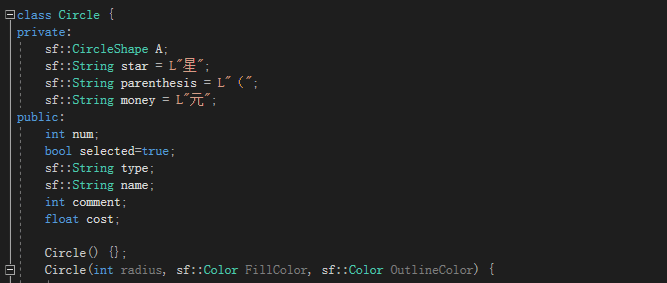 class Circle {
private:
sf::CircleShape A;
sf::String star = L"星";
sf::String parenthesis = L"（";
sf::String money = L"元";
public:
int num;
bool selected=true;
sf::String type;
sf::String name;
int comment;
float cost;
Circle() {};
Circle(int radius, sf::Color FillColor, sf::Color OutlineColor) {